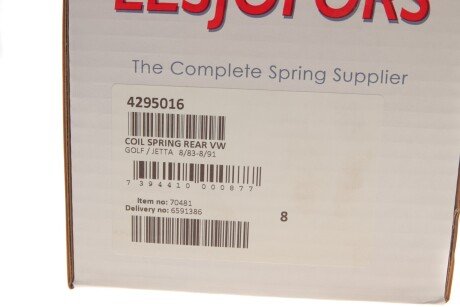 LESJÖFORS
The Complete Spring Supplier
4295016
COIL SPRING REAR VW
GOLF / JETTA 8/83-8/91
7 394410 000877
Item no: 70481
Delivery no: 6591386
8